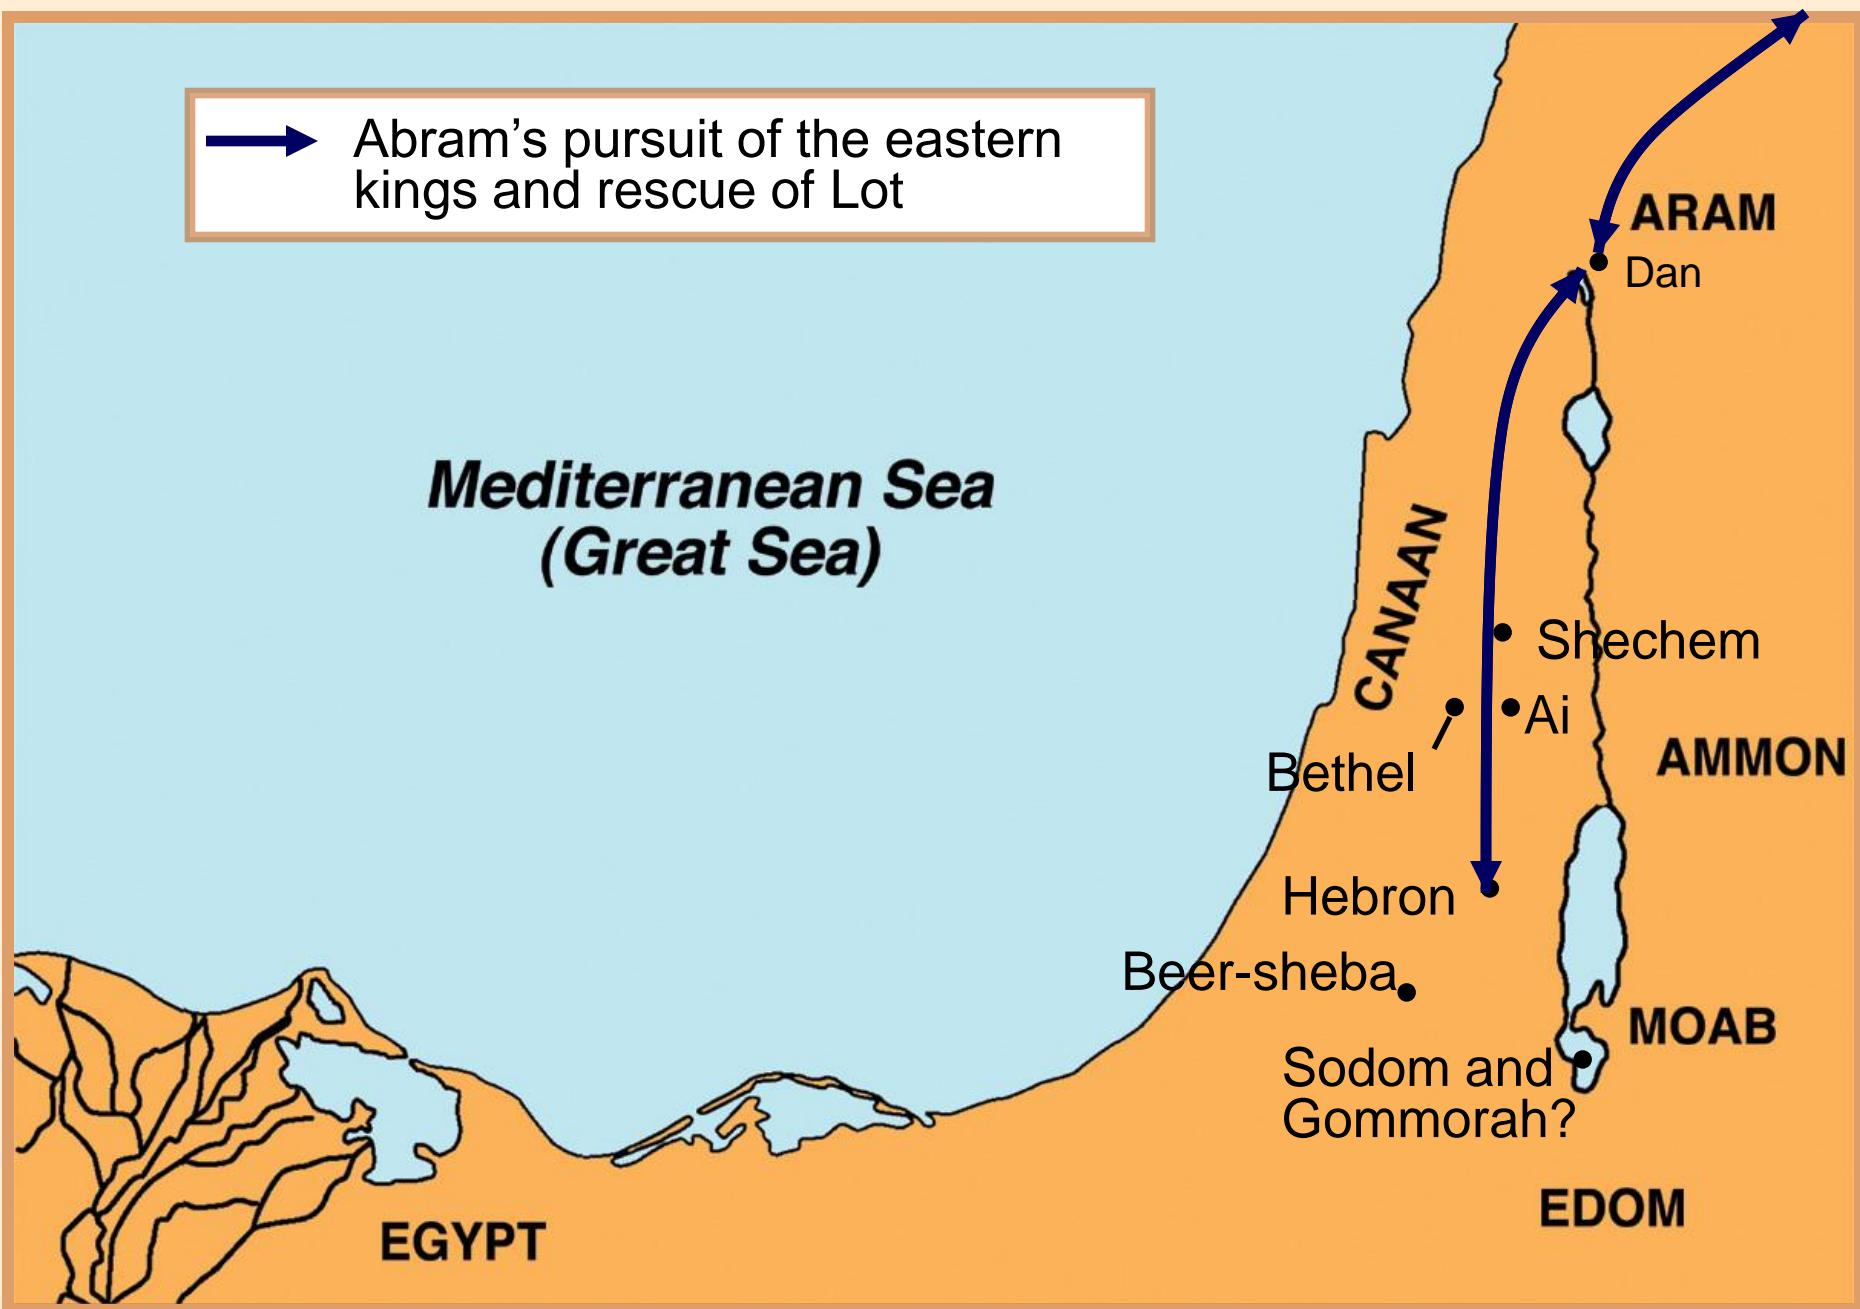 Abram’s pursuit of the eastern
kings and rescue of Lot
ARAM
Dan
Mediterranean Sea
(Great Sea)
CANAAN
Shechem
Ai
Bethel
AMMON
Hebron
Beer-sheba
MOAB
Sodom and
Gommorah?
EDOM
EGYPT